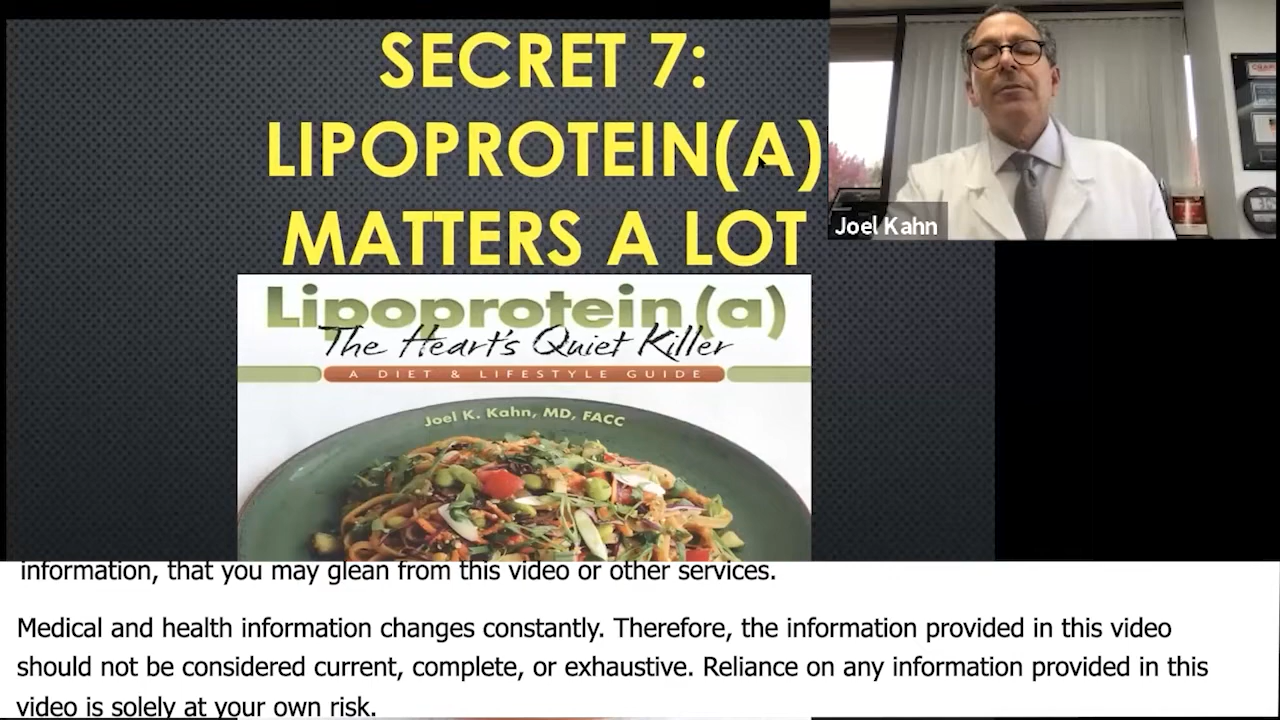 SECRET 7:
LIPOPROTEIN(A)
MATTERS A LOT
Joel Kahn
Lipoprotein (a)
The Heart's Quiet Killer
A DIET & LIFESTYLE GUIDE
Joel K. Kahn, MD, FACC
information, that you may glean from this video or other services.
Medical and health information changes constantly. Therefore, the information provided in this video
should not be considered current, complete, or exhaustive. Reliance on any information provided in this
video is solely at your own risk.